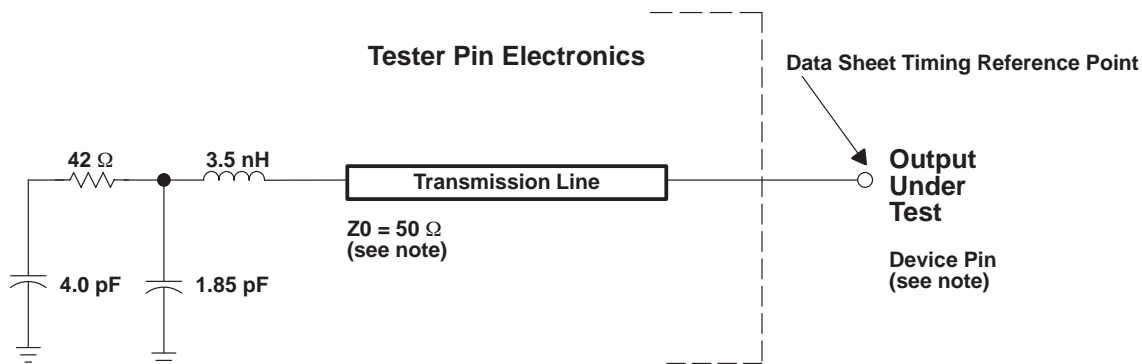 Tester Pin Electronics
Data Sheet Timing Reference Point
42 Ω
3.5 nH
Transmission Line
Output
Under
Test
Z0 = 50 Ω
(see note)
Device Pin
(see note)
4.0 pF
1.85 pF